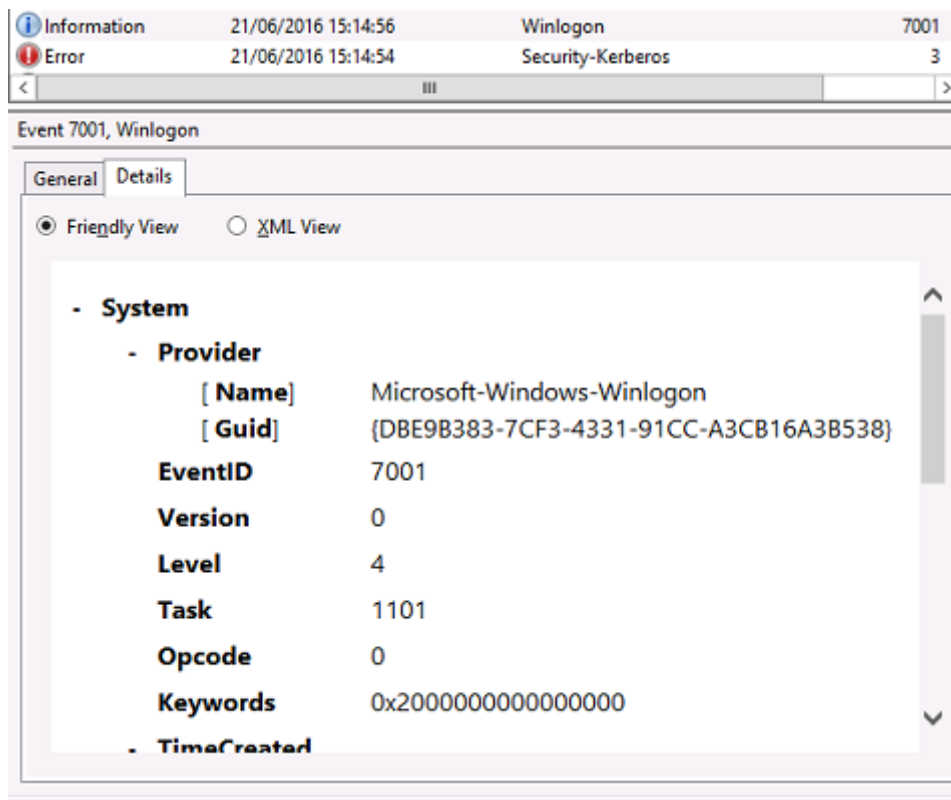 Information 21/06/2016 15:14:56 Winlogon 7001
Error 21/06/2016 15:14:54 Security-Kerberos 3
Event 7001, Winlogon
General Details
Friendly View XML View
- System
- Provider
[ Name] Microsoft-Windows-Winlogon
[ Guid] {DBE9B383-7CF3-4331-91CC-A3CB16A3B538}
EventID 7001
Version 0
Level 4
Task 1101
Opcode 0
Keywords 0x2000000000000000
- TimeCreated